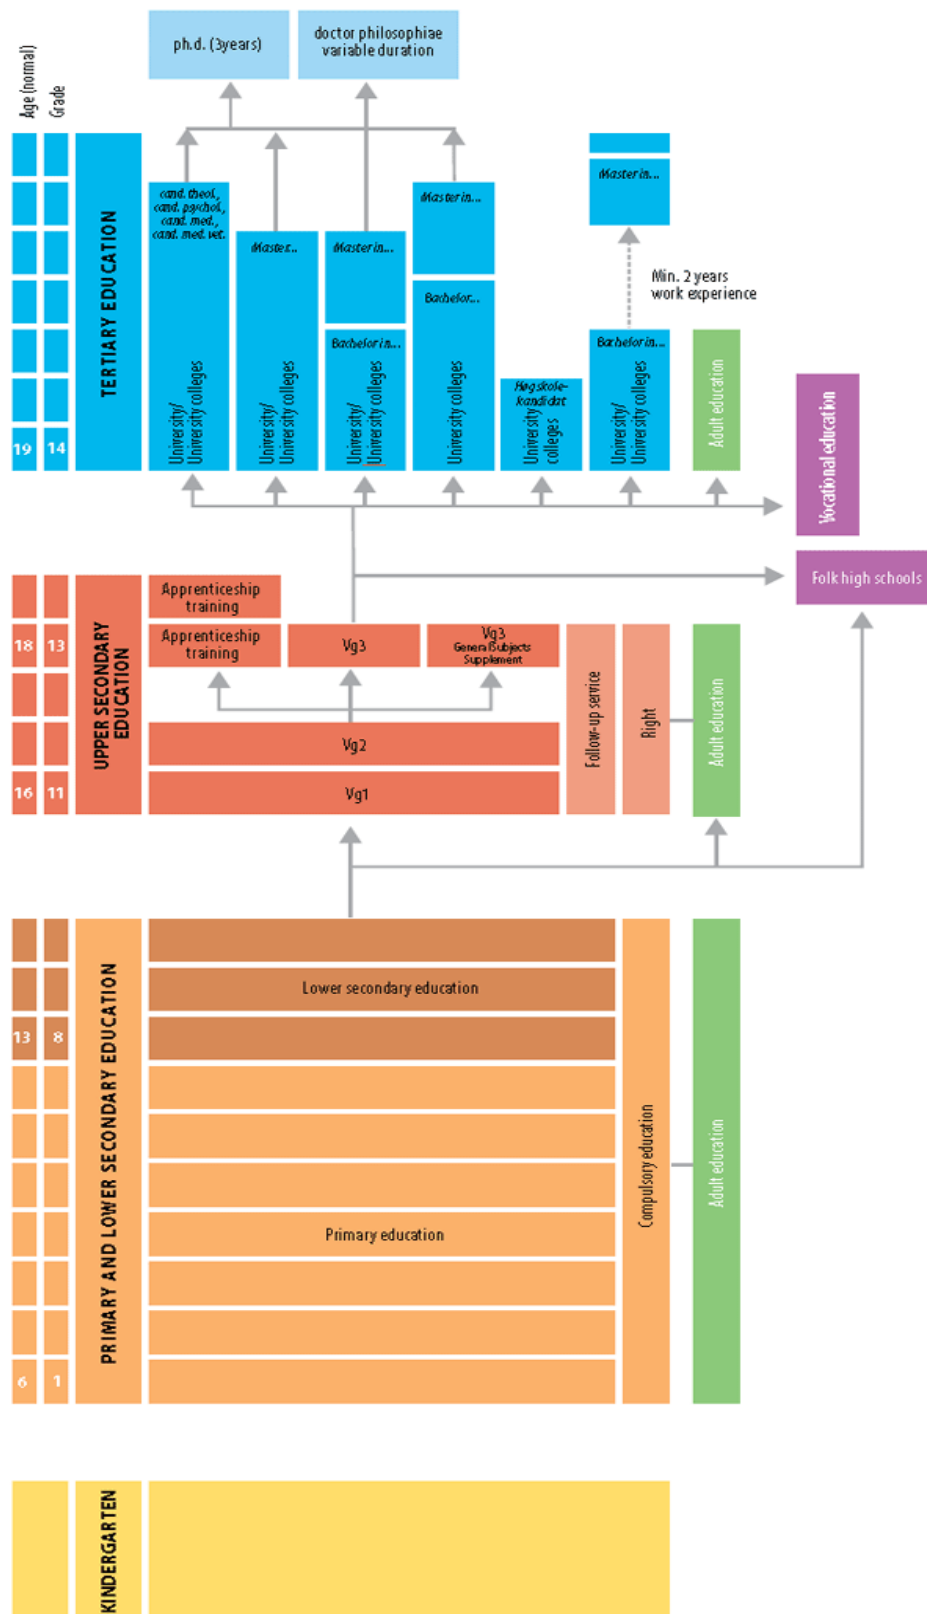 Age (normal)
Grade
ph.d. (3years)
doctor philosophiae
variable duration
TERTIARY EDUCATION
19
14
cand. theol.,
cand. psychol.,
cand. med.,
cand. med. vet.
University/
University colleges
Master...
University/
University colleges
Master in...
Bachelor in...
University/
University colleges
Master in...
Bachelor...
University colleges
Høgskole-
kandidat
University
colleges
Master in...
Min. 2 years
work experience
Bachelor in...
University/
University colleges
Adult education
Vocational education
Folk high schools
UPPER SECONDARY
EDUCATION
18
13
16
11
Apprenticeship
training
Apprenticeship
training
Vg3
Vg3
General Subjects
Supplement
Vg2
Vg1
Follow-up service
Right
Adult education
PRIMARY AND LOWER SECONDARY EDUCATION
13
8
6
1
Lower secondary education
Primary education
Compulsory education
Adult education
KINDERGARTEN